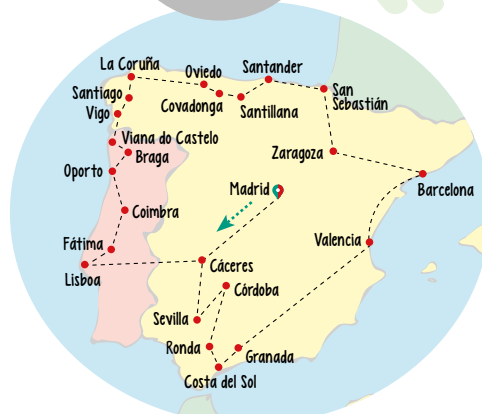 La Coruña
Oviedo
Santander
Santiago
Covadonga
Santillana
San
Sebastián
Vigo
Viana do Castelo
Braga
Zaragoza
Oporto
Madrid
Barcelona
Coimbra
Valencia
Fátima
Lisboa
Cáceres
Córdoba
Sevilla
Ronda
Granada
Costa del Sol